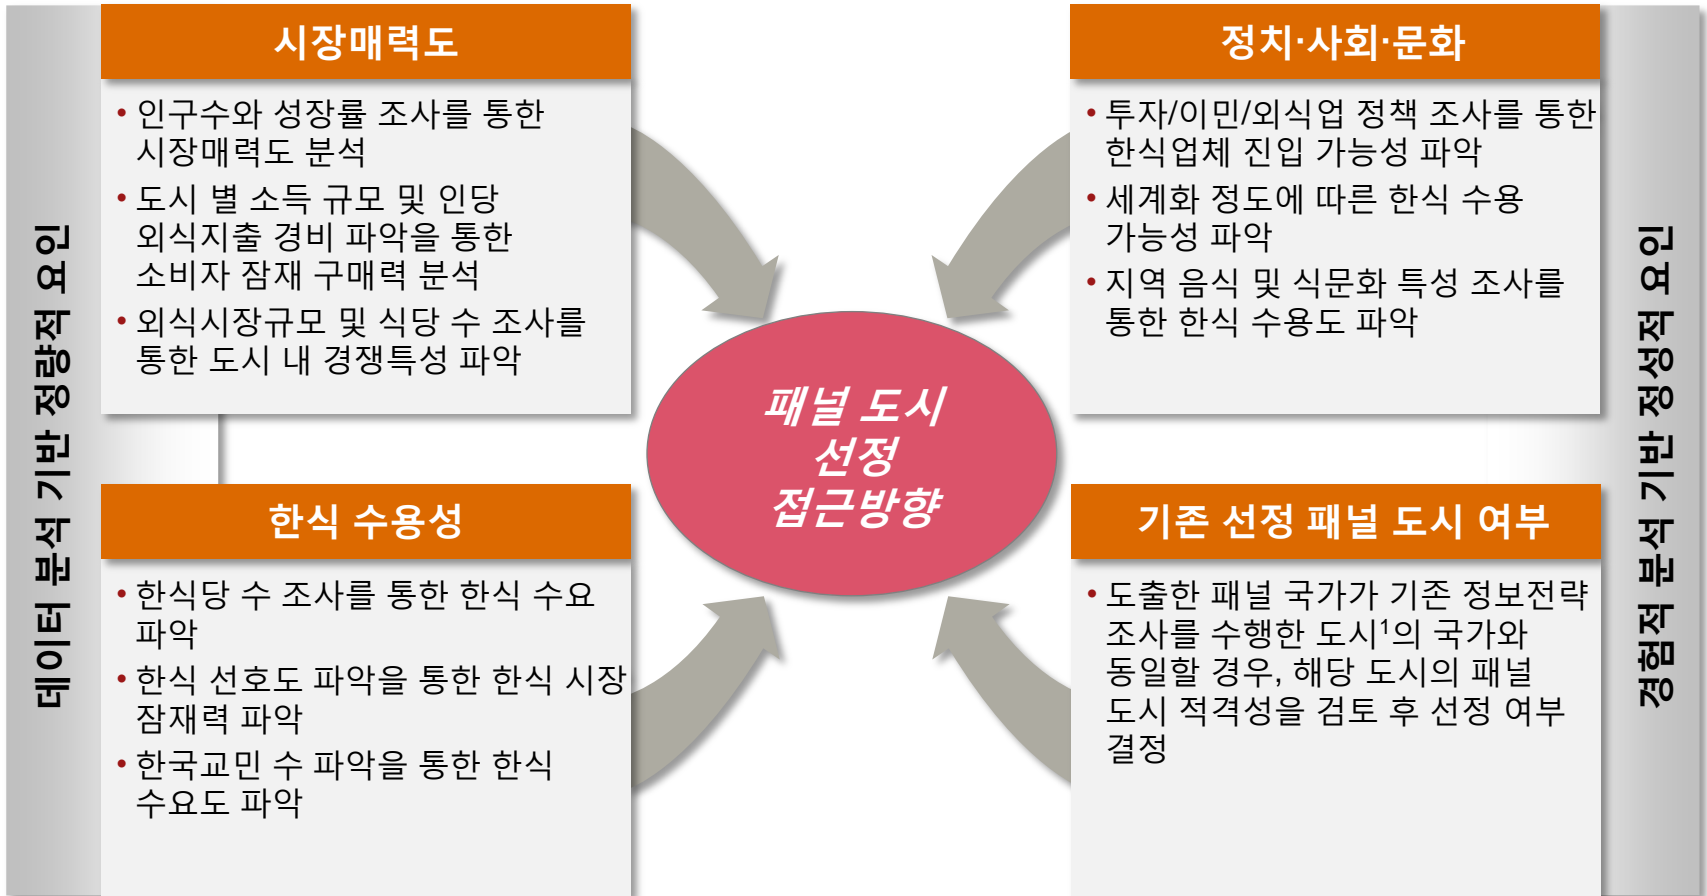 데이터 분석 기반 정량적 요인
시장매력도
• 인구수와 성장률 조사를 통한
시장매력도 분석
• 도시 별 소득 규모 및 인당
외식지출 경비 파악을 통한
소비자 잠재 구매력 분석
• 외식시장규모 및 식당 수 조사를
통한 도시 내 경쟁특성 파악
한식 수용성
• 한식당 수 조사를 통한 한식 수요
파악
• 한식 선호도 파악을 통한 한식 시장
잠재력 파악
• 한국교민 수 파악을 통한 한식
수요도 파악
패널 도시
선정
접근방향
정치·사회·문화
• 투자/이민/외식업 정책 조사를 통한
한식업체 진입 가능성 파악
• 세계화 정도에 따른 한식 수용
가능성 파악
• 지역 음식 및 식문화 특성 조사를
통한 한식 수용도 파악
기존 선정 패널 도시 여부
• 도출한 패널 국가가 기존 정보전략
조사를 수행한 도시¹의 국가와
동일할 경우, 해당 도시의 패널
도시 적격성을 검토 후 선정 여부
결정
경험적 분석 기반 정성적 요인